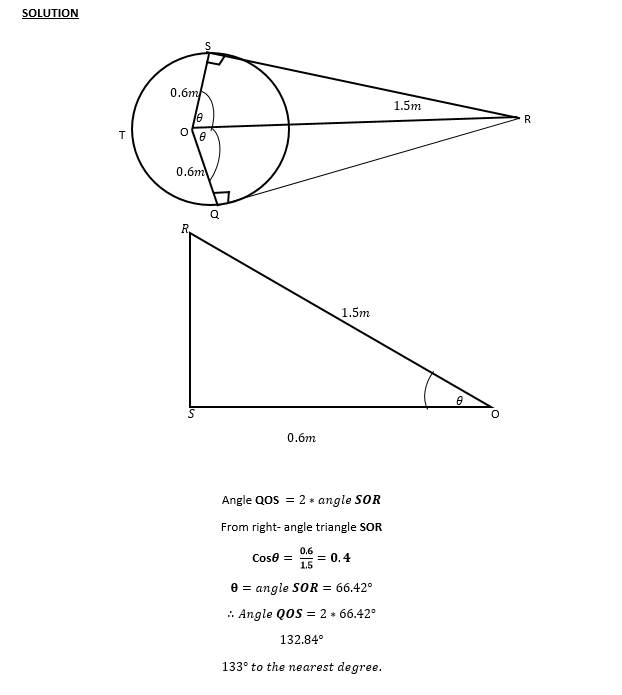 SOLUTION
S
0.6m
θ
1.5m
R
T
O
θ
0.6m
Q
R
1.5m
θ
S
O
0.6m
Angle QOS = 2 * angle SOR
From right- angle triangle SOR
Cosθ = 0.6/1.5 = 0.4
θ = angle SOR = 66.42°
∴ Angle QOS = 2 * 66.42°
132.84°
133° to the nearest degree.